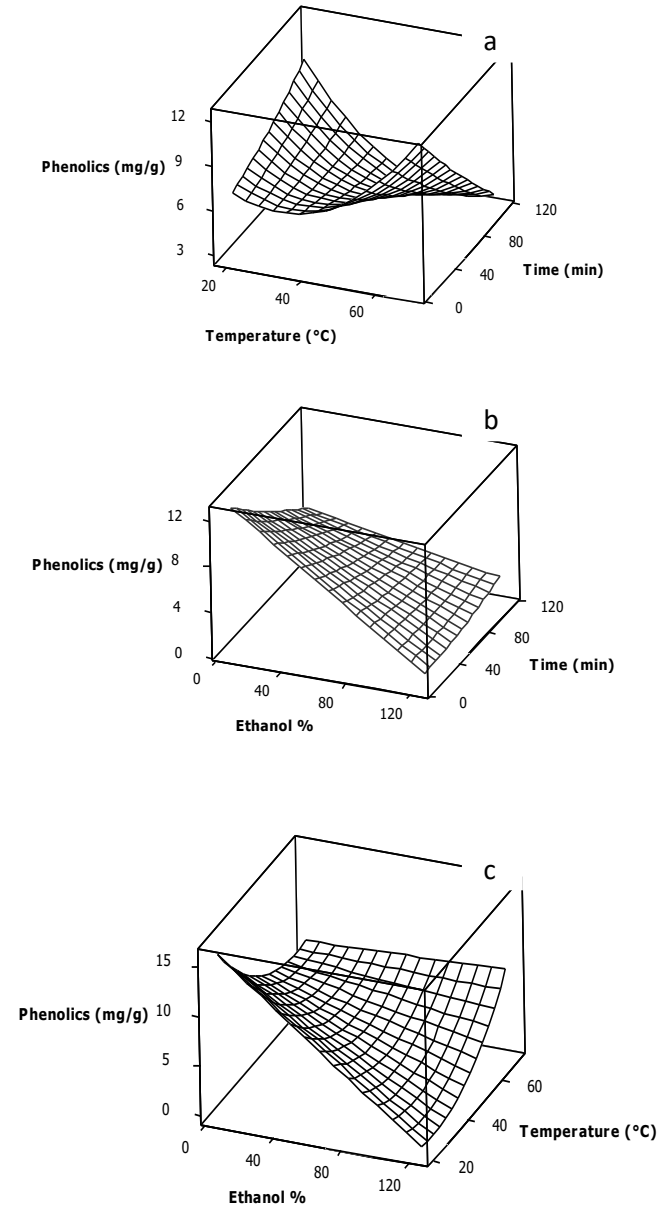 a
12
Phenolics (mg/g) 9
6
3
20 40 60
0 40 80 120
Time (min)
Temperature (°C)
b
12
Phenolics (mg/g) 8
4
0
0 40 80 120
0 40 80 120
Time (min)
Ethanol %
c
15
Phenolics (mg/g) 10
5
0
0 40 80 120
20 40 60
Temperature (°C)
Ethanol %